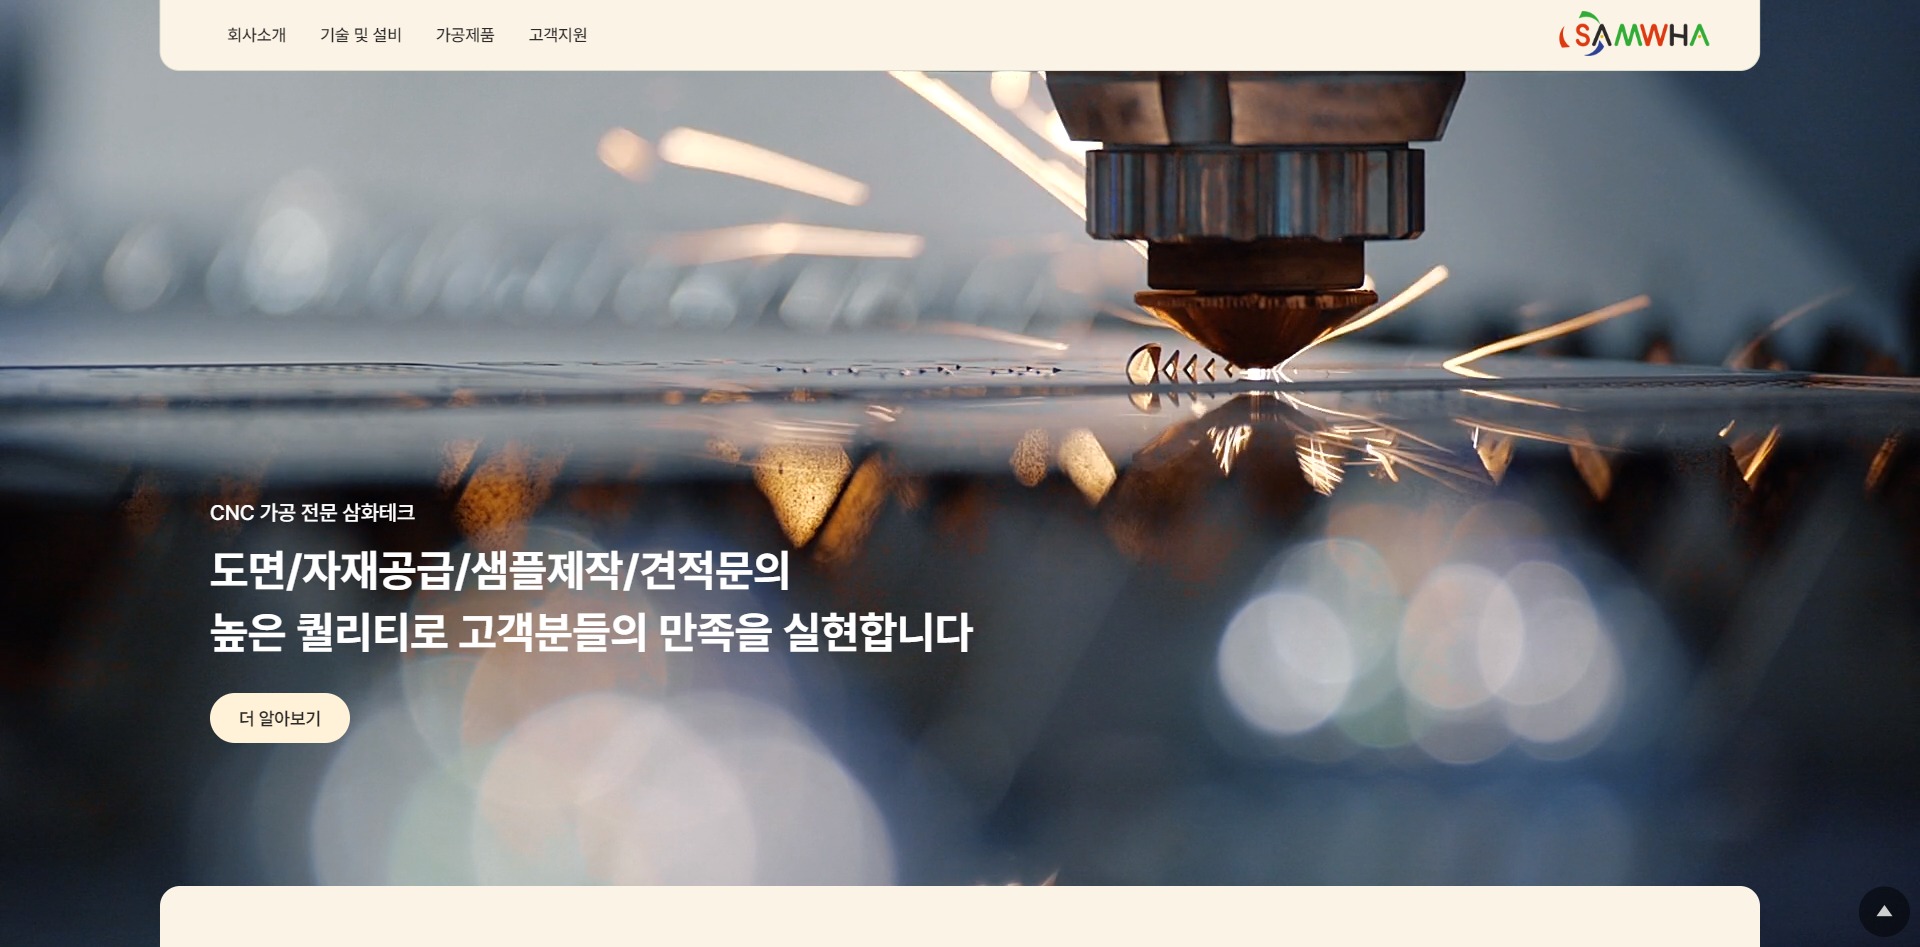 회사소개
기술 및 설비
가공제품
고객지원
SAMWHA
CNC 가공 전문 삼화테크
도면/자재공급/샘플제작/견적문의
높은 퀄리티로 고객분들의 만족을 실현합니다
더 알아보기